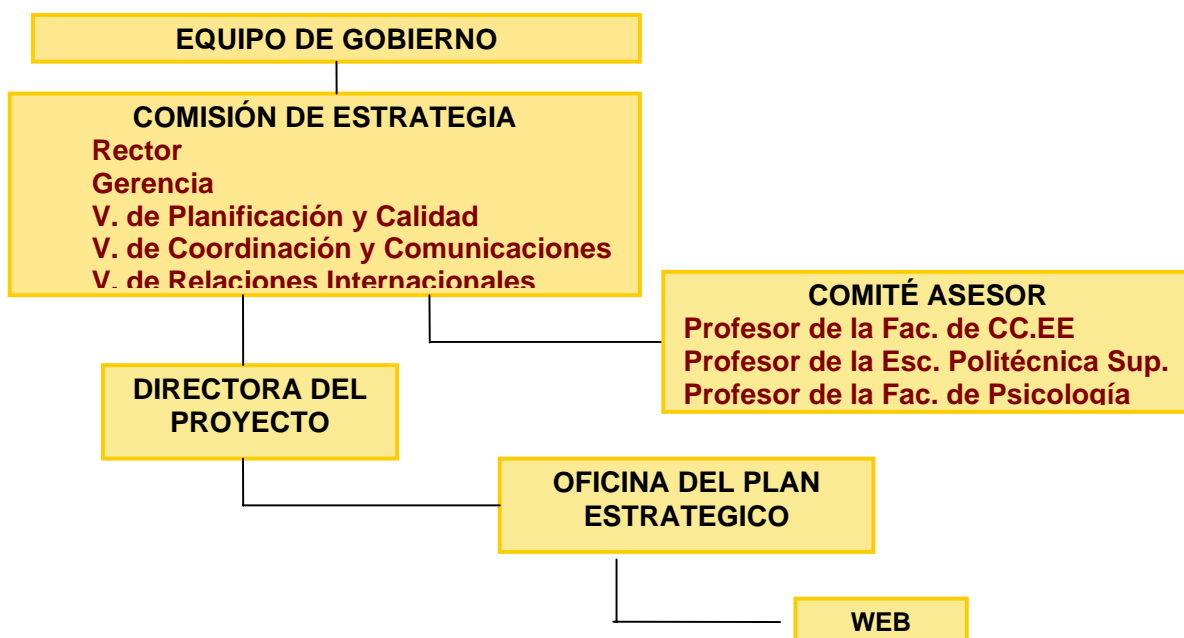 EQUIPO DE GOBIERNO
COMISIÓN DE ESTRATEGIA
Rector
Gerencia
V. de Planificación y Calidad
V. de Coordinación y Comunicaciones
V. de Relaciones Internacionales
COMITÉ ASESOR
Profesor de la Fac. de CC.EE
Profesor de la Esc. Politécnica Sup.
Profesor de la Fac. de Psicología
DIRECTORA DEL
PROYECTO
OFICINA DEL PLAN
ESTRATEGICO
WEB